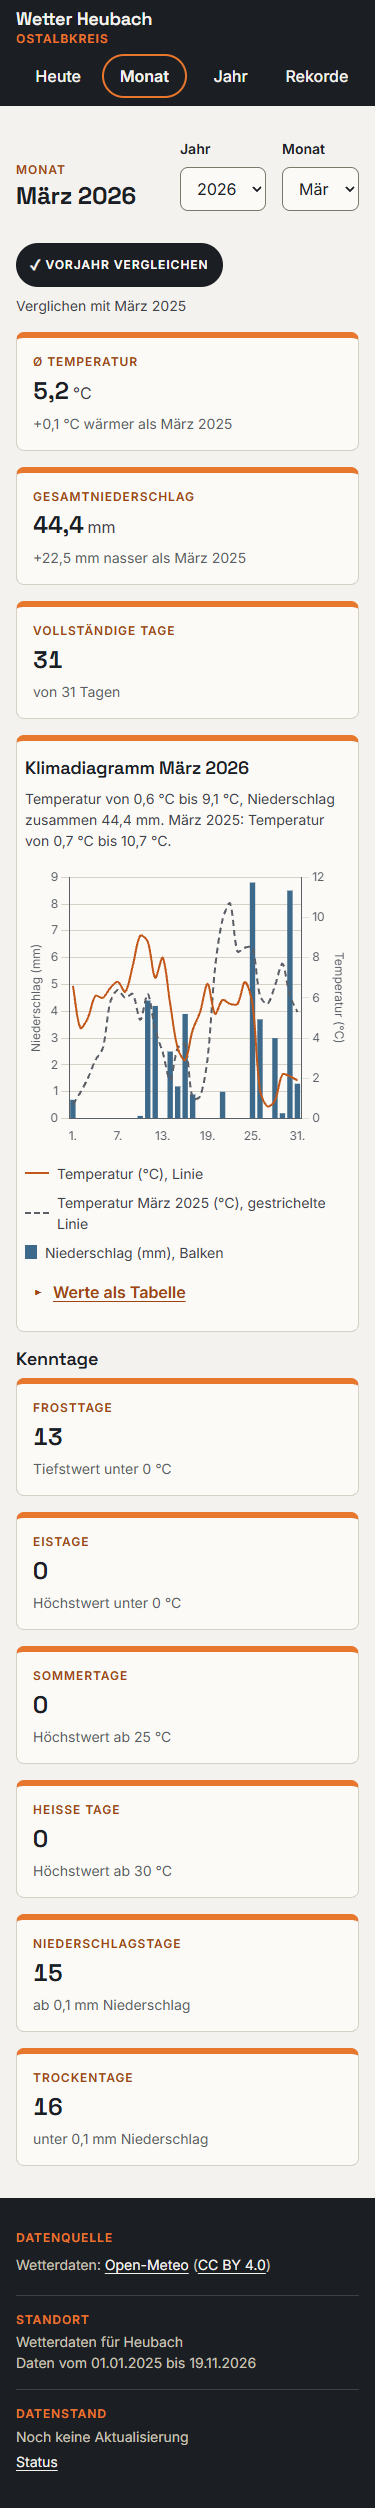 Wetter Heubach
OSTALBKREIS
Heute Monat Jahr Rekorde
MONAT
März 2026
Jahr Monat
2026 Mär
✓ VORJAHR VERGLEICHEN
Verglichen mit März 2025
Ø TEMPERATUR
5,2 °C
+0,1 °C wärmer als März 2025
GESAMTNIEDERSCHLAG
44,4 mm
+22,5 mm nasser als März 2025
VOLLSTÄNDIGE TAGE
31
von 31 Tagen
Klimadiagramm März 2026
Temperatur von 0,6 °C bis 9,1 °C, Niederschlag
zusammen 44,4 mm. März 2025: Temperatur
von 0,7 °C bis 10,7 °C.
Niederschlag (mm)
9
8
7
6
5
4
3
2
1
0
12
10
8
6
4
2
0
Temperatur (°C)
1. 7. 13. 19. 25. 31.
Temperatur (°C), Linie
Temperatur März 2025 (°C), gestrichelte
Linie
Niederschlag (mm), Balken
▸ Werte als Tabelle
Kenntage
FROSTTAGE
13
Tiefstwert unter 0 °C
EISTAGE
0
Höchstwert unter 0 °C
SOMMERTAGE
0
Höchstwert ab 25 °C
HEISSE TAGE
0
Höchstwert ab 30 °C
NIEDERSCHLAGSTAGE
15
ab 0,1 mm Niederschlag
TROCKENTAGE
16
unter 0,1 mm Niederschlag
DATENQUELLE
Wetterdaten: Open-Meteo (CC BY 4.0)
STANDORT
Wetterdaten für Heubach
Daten vom 01.01.2025 bis 19.11.2026
DATENSTAND
Noch keine Aktualisierung
Status